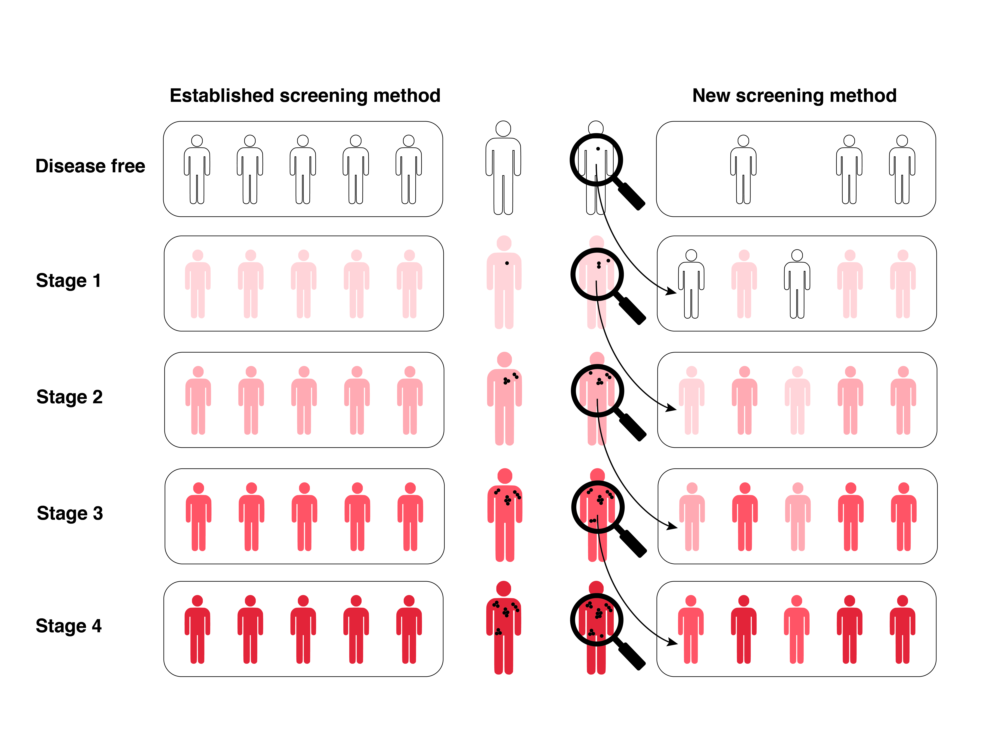 Established screening method
New screening method
Disease free
Stage 1
Stage 2
Stage 3
Stage 4